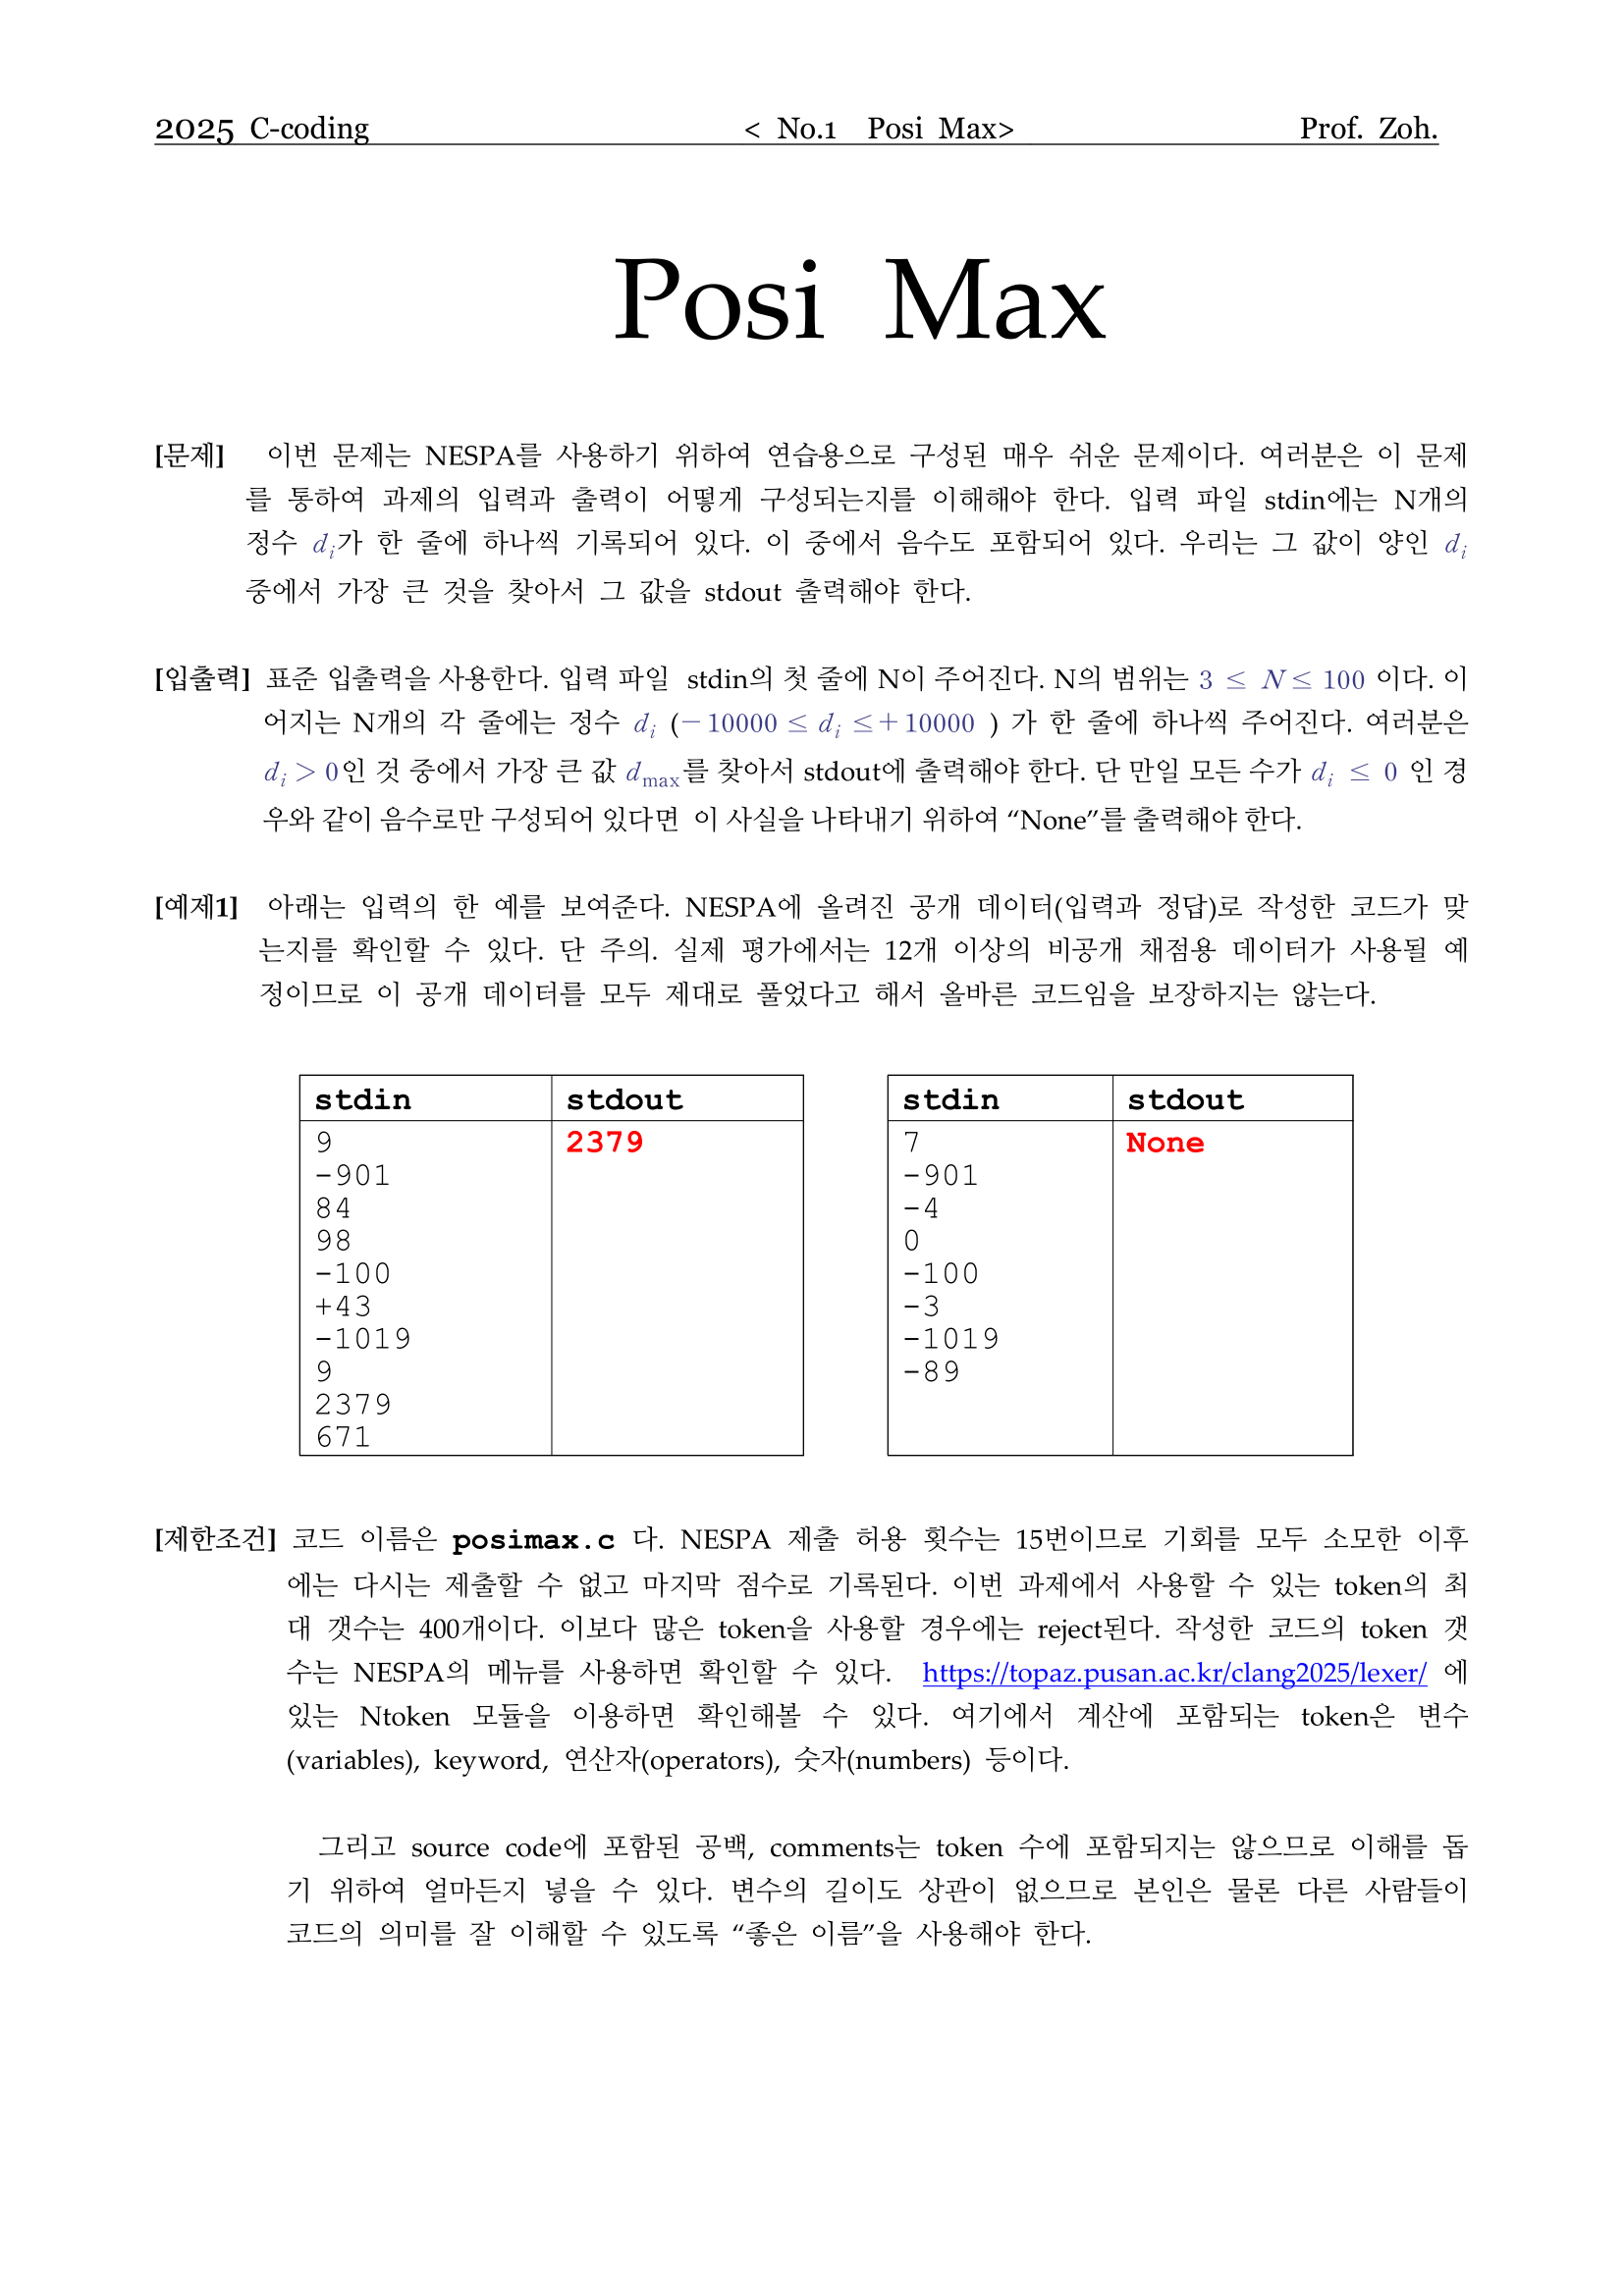 2025 C-coding < No.1 Posi Max> Prof. Zoh.
Posi Max
[문제] 이번 문제는 NESPA를 사용하기 위하여 연습용으로 구성된 매우 쉬운 문제이다. 여러분은 이 문제
를 통하여 과제의 입력과 출력이 어떻게 구성되는지를 이해해야 한다. 입력 파일 stdin에는 N개의
정수 d_i가 한 줄에 하나씩 기록되어 있다. 이 중에서 음수도 포함되어 있다. 우리는 그 값이 양인 d_i
중에서 가장 큰 것을 찾아서 그 값을 stdout 출력해야 한다.
[입출력] 표준 입출력을 사용한다. 입력 파일 stdin의 첫 줄에 N이 주어진다. N의 범위는 3 ≤ N ≤ 100 이다. 이
어지는 N개의 각 줄에는 정수 d_i (−10000 ≤ d_i ≤ +10000 ) 가 한 줄에 하나씩 주어진다. 여러분은
d_i > 0인 것 중에서 가장 큰 값 d_max를 찾아서 stdout에 출력해야 한다. 단 만일 모든 수가 d_i ≤ 0 인 경
우와 같이 음수로만 구성되어 있다면 이 사실을 나타내기 위하여 “None”를 출력해야 한다.
[예제1] 아래는 입력의 한 예를 보여준다. NESPA에 올려진 공개 데이터(입력과 정답)로 작성한 코드가 맞
는지를 확인할 수 있다. 단 주의. 실제 평가에서는 12개 이상의 비공개 채점용 데이터가 사용될 예
정이므로 이 공개 데이터를 모두 제대로 풀었다고 해서 올바른 코드임을 보장하지는 않는다.
stdin stdout
9 2379
-901
84
98
-100
+43
-1019
9
2379
671
stdin stdout
7 None
-901
-4
0
-100
-3
-1019
-89
[제한조건] 코드 이름은 posimax.c 다. NESPA 제출 허용 횟수는 15번이므로 기회를 모두 소모한 이후
에는 다시는 제출할 수 없고 마지막 점수로 기록된다. 이번 과제에서 사용할 수 있는 token의 최
대 갯수는 400개이다. 이보다 많은 token을 사용할 경우에는 reject된다. 작성한 코드의 token 갯
수는 NESPA의 메뉴를 사용하면 확인할 수 있다. https://topaz.pusan.ac.kr/clang2025/lexer/ 에
있는 Ntoken 모듈을 이용하면 확인해볼 수 있다. 여기에서 계산에 포함되는 token은 변수
(variables), keyword, 연산자(operators), 숫자(numbers) 등이다.
그리고 source code에 포함된 공백, comments는 token 수에 포함되지는 않으므로 이해를 돕
기 위하여 얼마든지 넣을 수 있다. 변수의 길이도 상관이 없으므로 본인은 물론 다른 사람들이
코드의 의미를 잘 이해할 수 있도록 “좋은 이름”을 사용해야 한다.